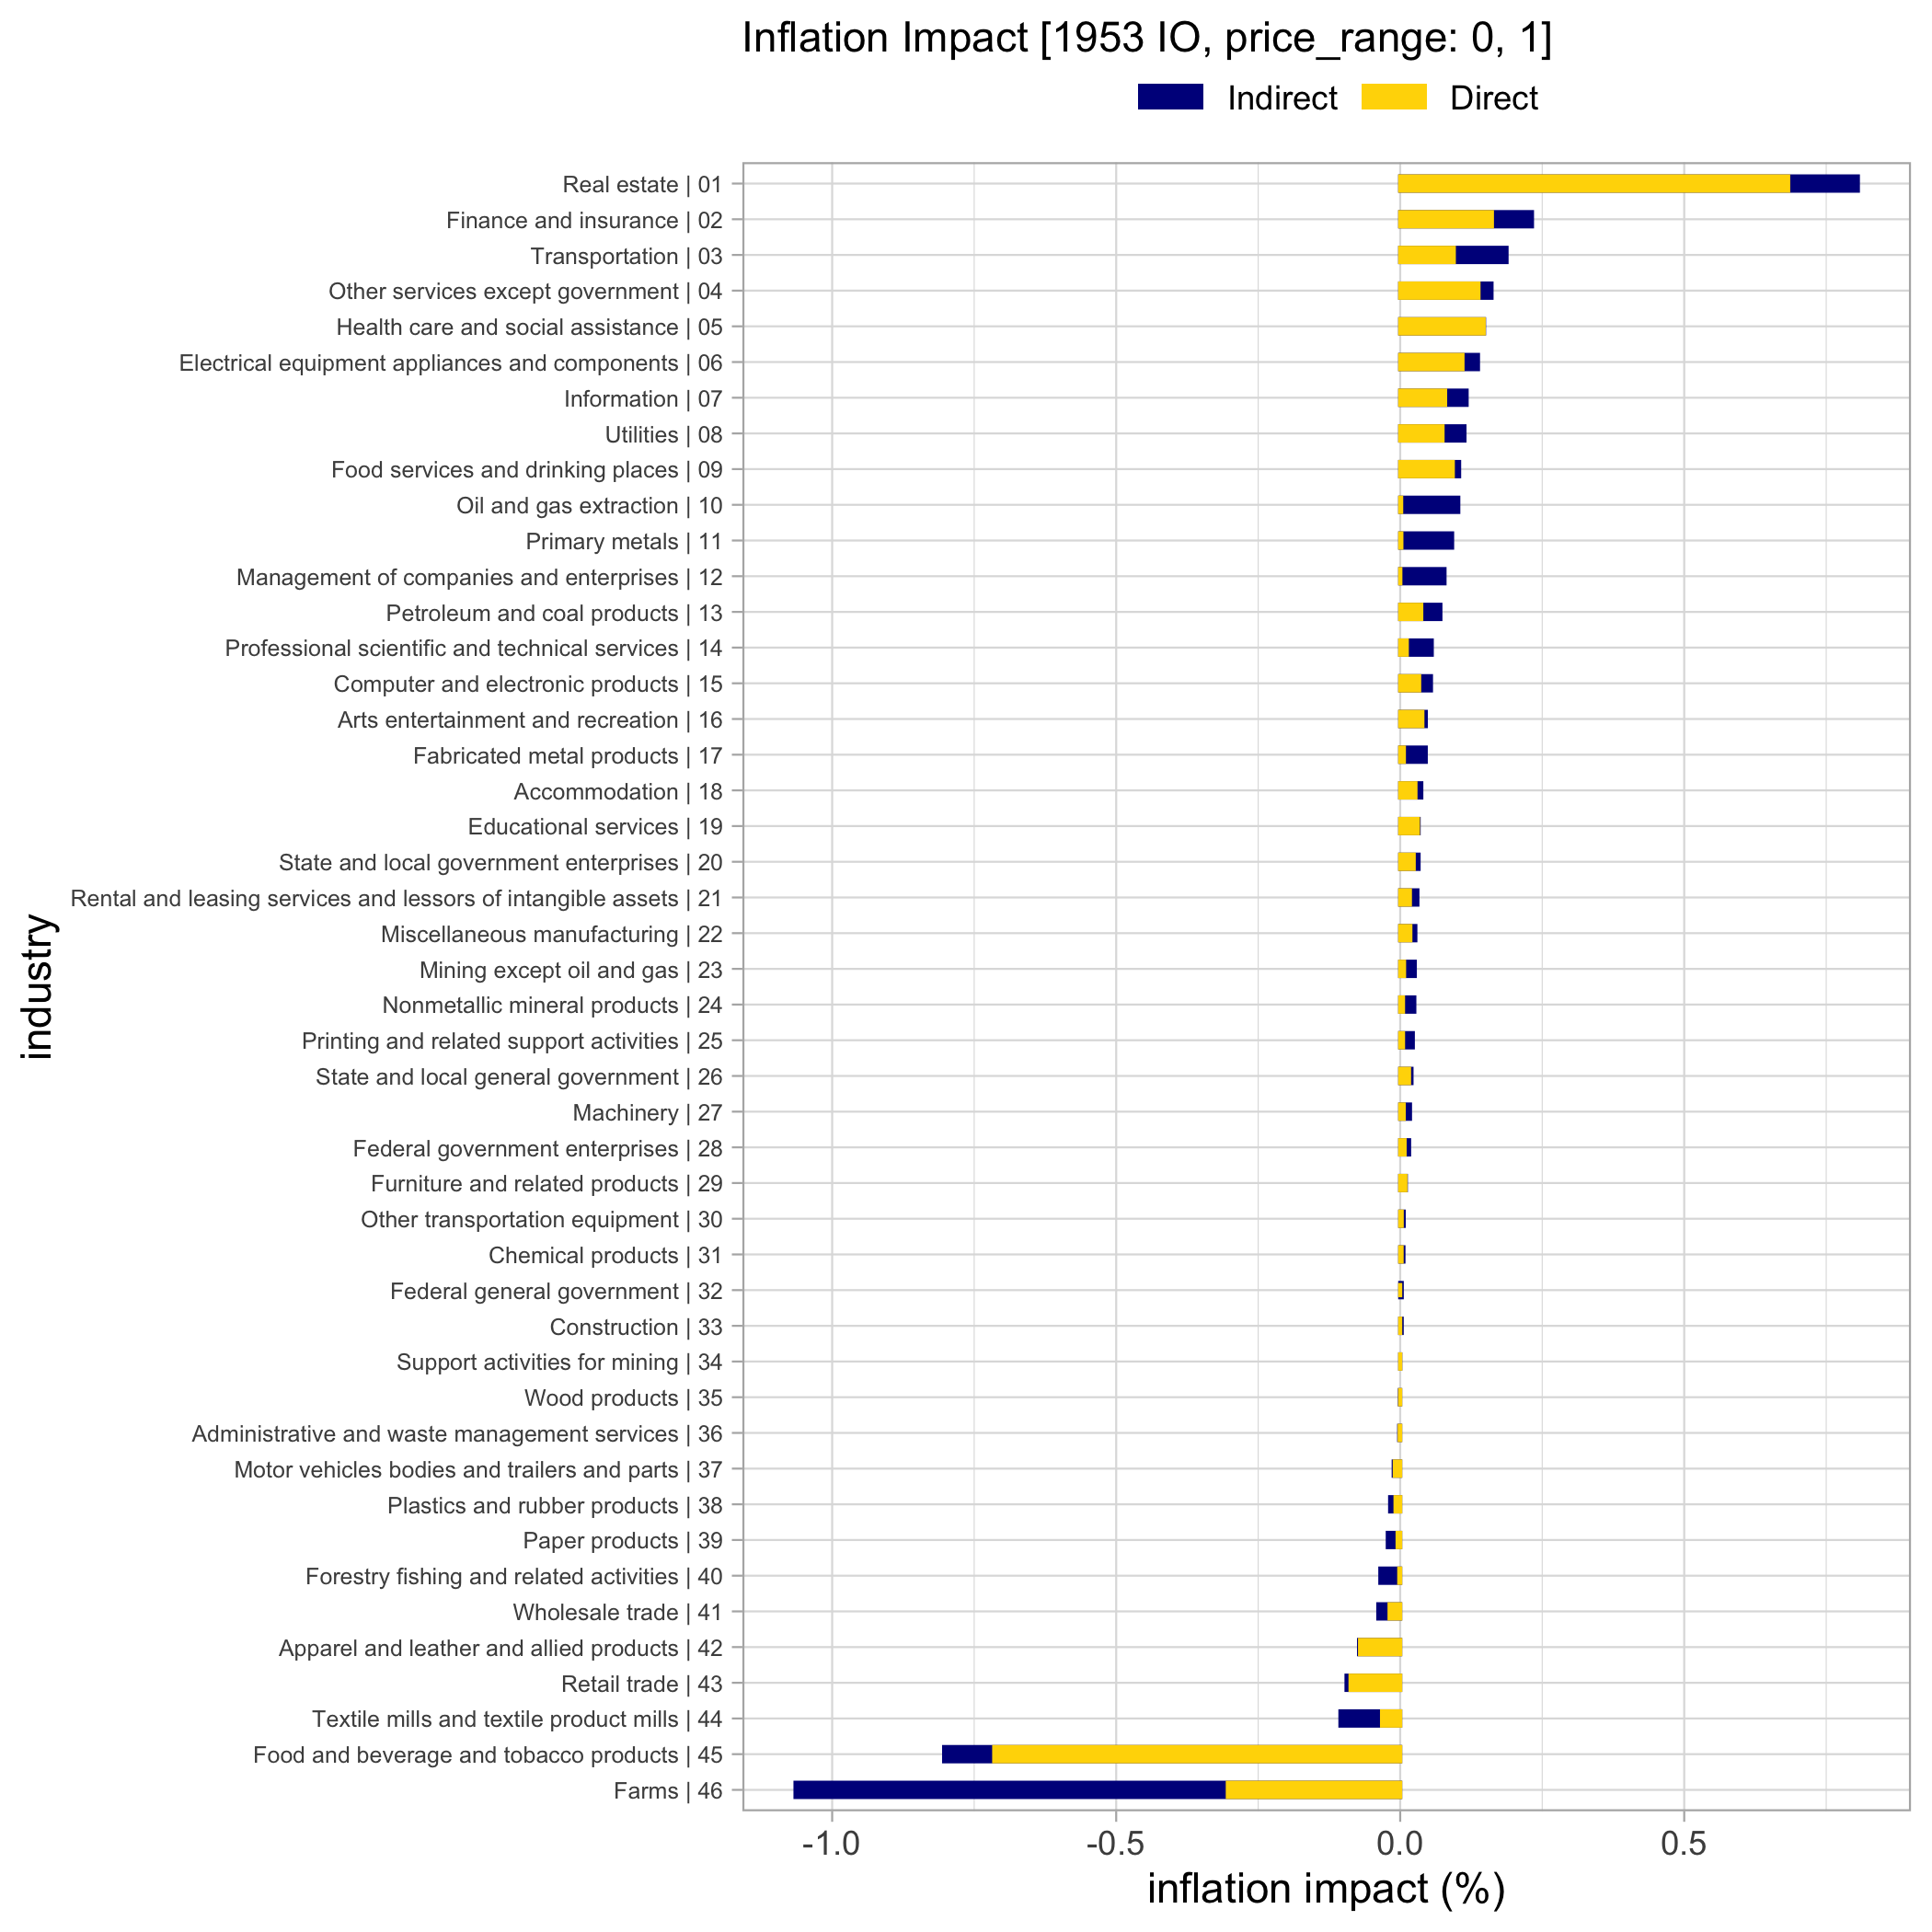 Inflation Impact [1953 IO, price_range: 0, 1]
Indirect Direct
Real estate | 01
Finance and insurance | 02
Transportation | 03
Other services except government | 04
Health care and social assistance | 05
Electrical equipment appliances and components | 06
Information | 07
Utilities | 08
Food services and drinking places | 09
Oil and gas extraction | 10
Primary metals | 11
Management of companies and enterprises | 12
Petroleum and coal products | 13
Professional scientific and technical services | 14
Computer and electronic products | 15
Arts entertainment and recreation | 16
Fabricated metal products | 17
Accommodation | 18
Educational services | 19
State and local government enterprises | 20
Rental and leasing services and lessors of intangible assets | 21
Miscellaneous manufacturing | 22
Mining except oil and gas | 23
Nonmetallic mineral products | 24
Printing and related support activities | 25
State and local general government | 26
Machinery | 27
Federal government enterprises | 28
Furniture and related products | 29
Other transportation equipment | 30
Chemical products | 31
Federal general government | 32
Construction | 33
Support activities for mining | 34
Wood products | 35
Administrative and waste management services | 36
Motor vehicles bodies and trailers and parts | 37
Plastics and rubber products | 38
Paper products | 39
Forestry fishing and related activities | 40
Wholesale trade | 41
Apparel and leather and allied products | 42
Retail trade | 43
Textile mills and textile product mills | 44
Food and beverage and tobacco products | 45
Farms | 46
industry
-1.0 -0.5 0.0 0.5
inflation impact (%)